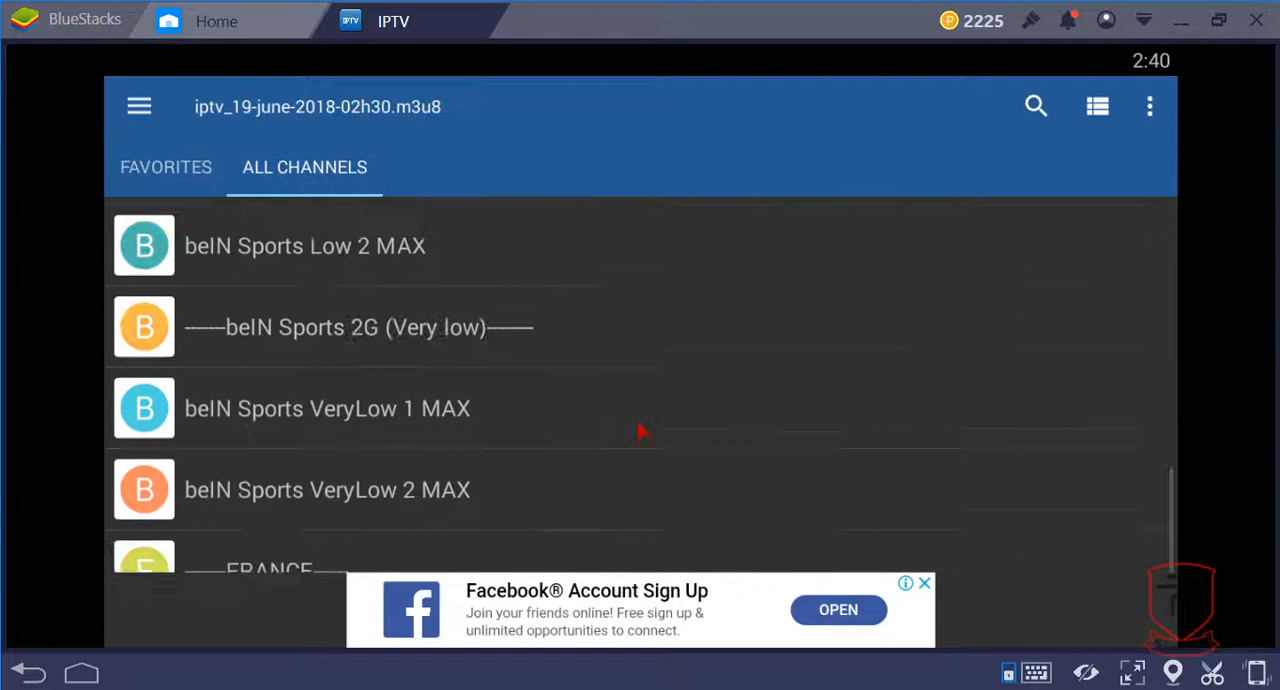 BlueStacks
Home
IPTV
IPTV
2225
2:40
iptv_19-june-2018-02h30.m3u8
FAVORITES
ALL CHANNELS
B
beIN Sports Low 2 MAX
B
-----beIN Sports 2G (Very low)------
B
beIN Sports VeryLow 1 MAX
B
beIN Sports VeryLow 2 MAX
-----FRANCE-----
Facebook® Account Sign Up
Join your friends online! Free sign up &
unlimited opportunities to connect.
OPEN